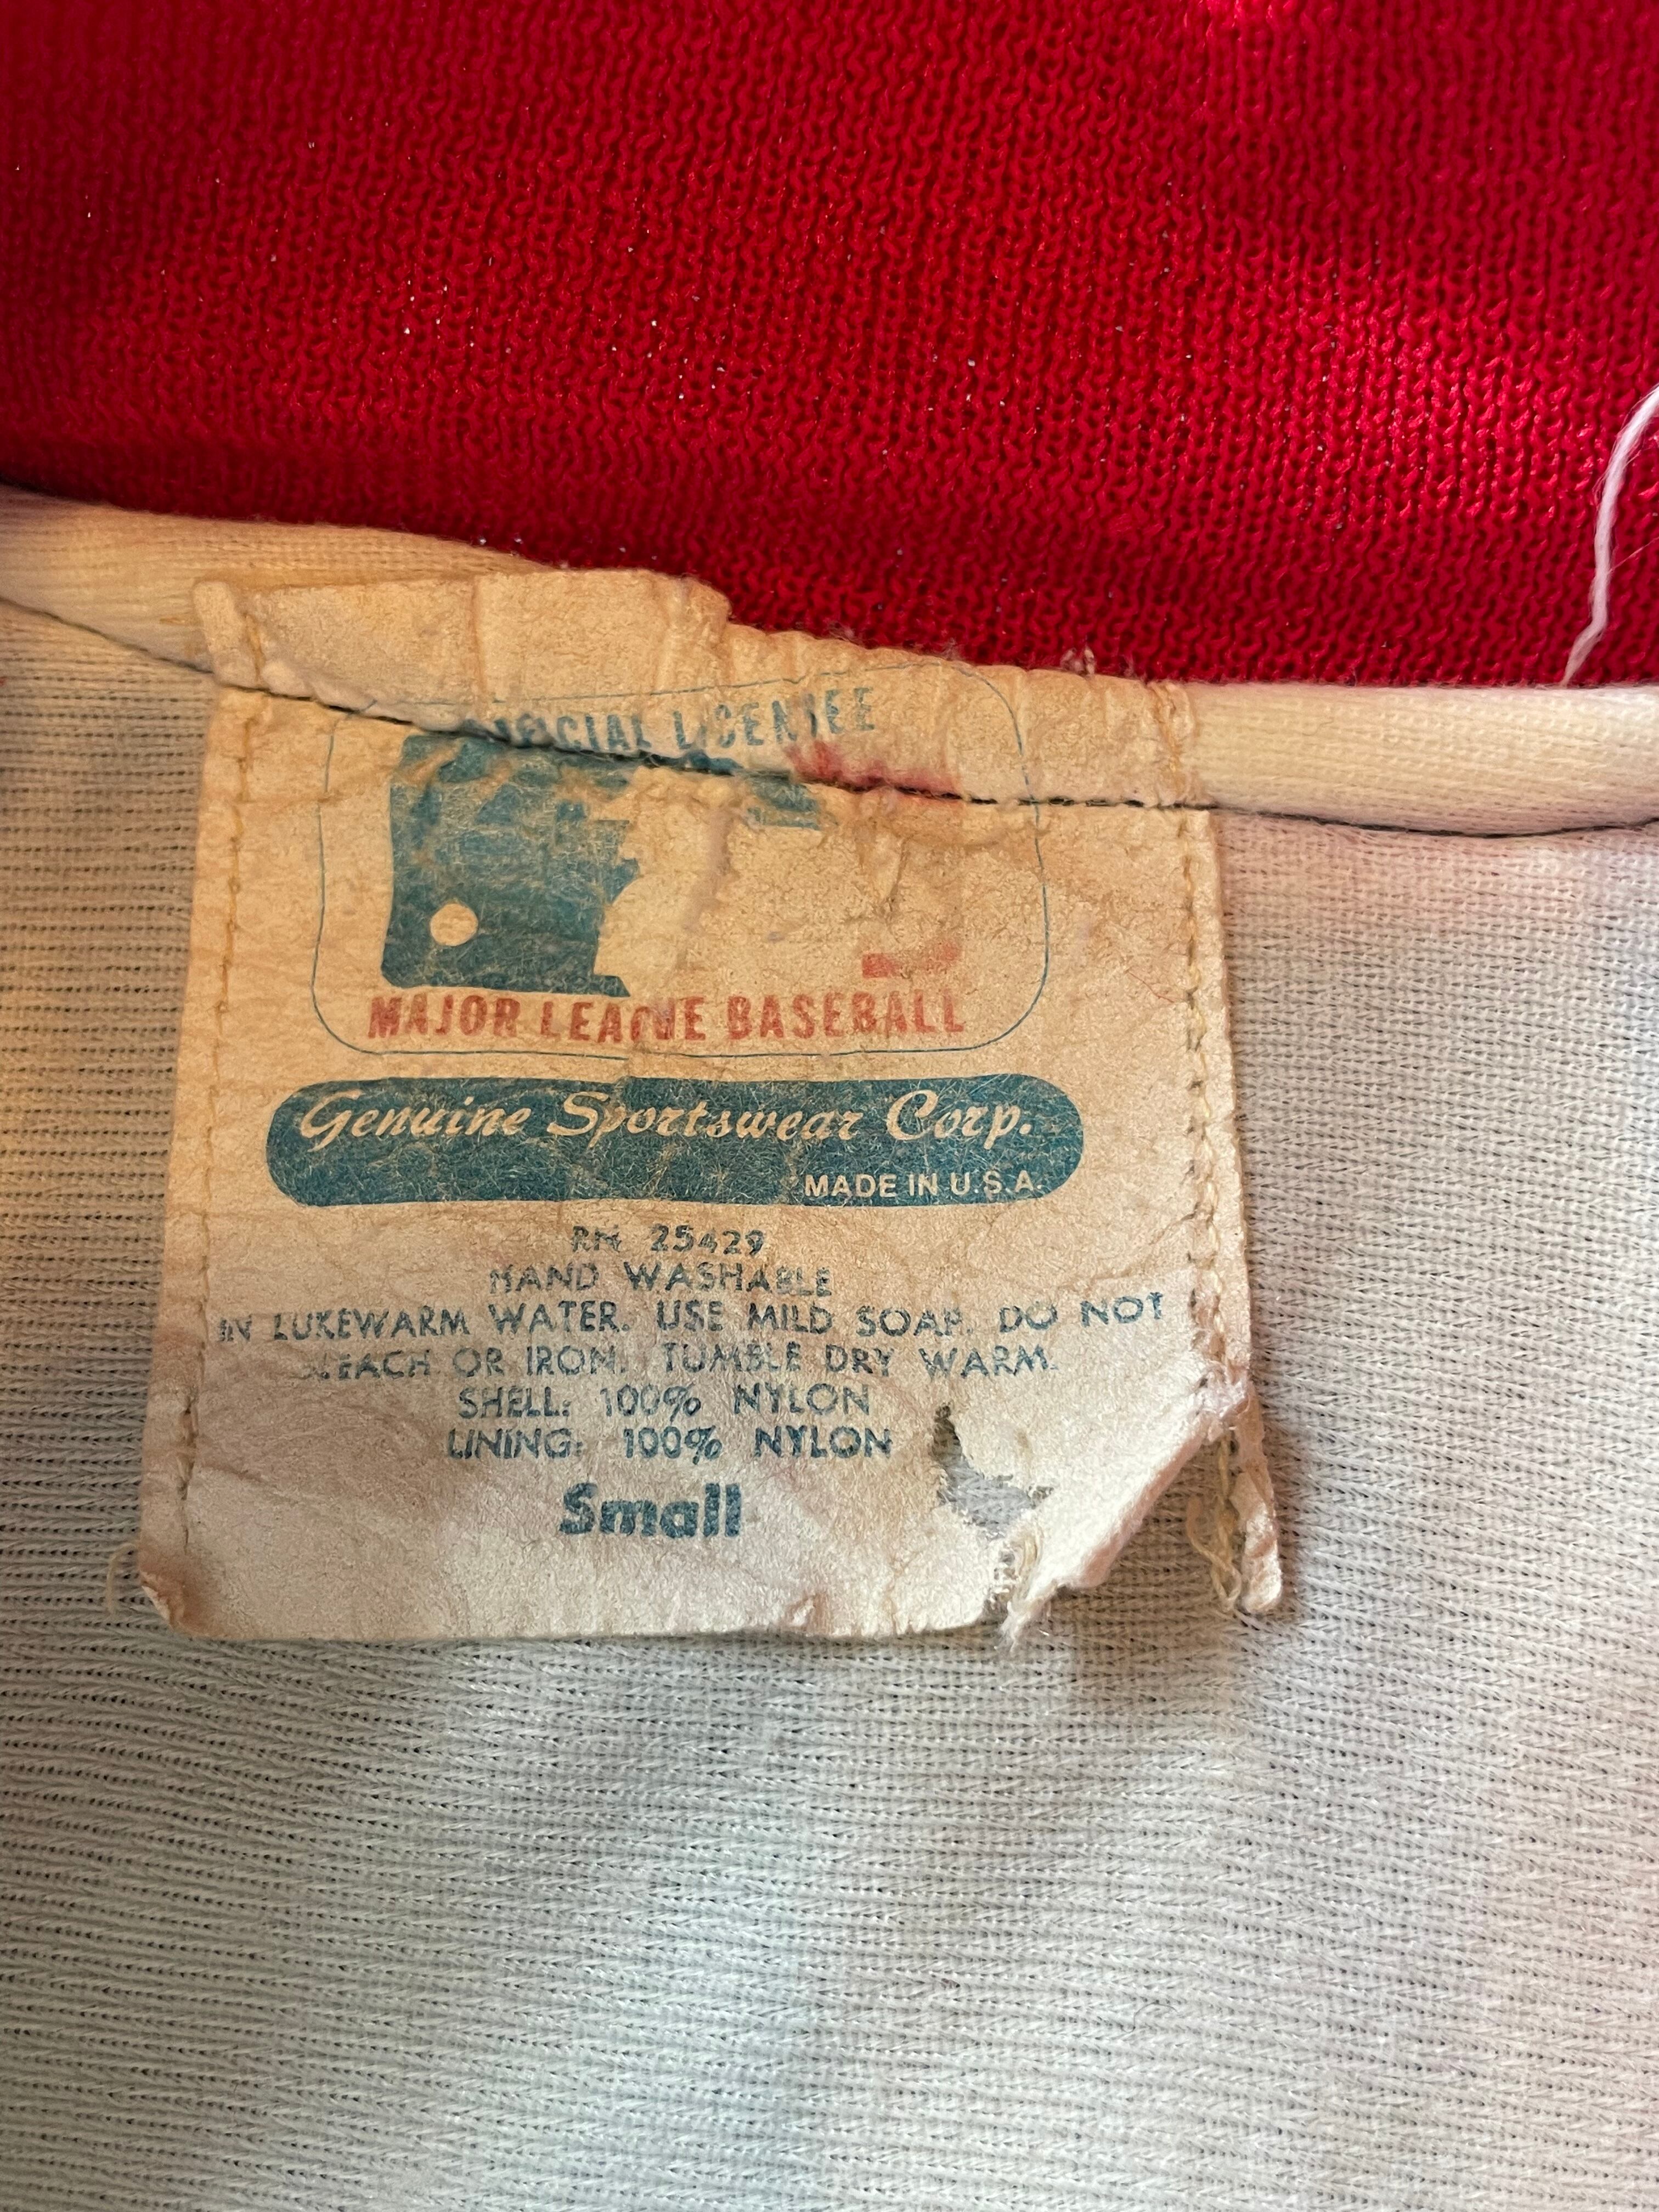 OFFICIAL LICENSEE
MAJOR LEAGUE BASEBALL
Genuine Sportswear Corp.
MADE IN U.S.A.
RN 25429
HAND WASHABLE
IN LUKEWARM WATER. USE MILD SOAP. DO NOT
BLEACH OR IRON. TUMBLE DRY WARM.
SHELL: 100% NYLON
LINING: 100% NYLON
Small